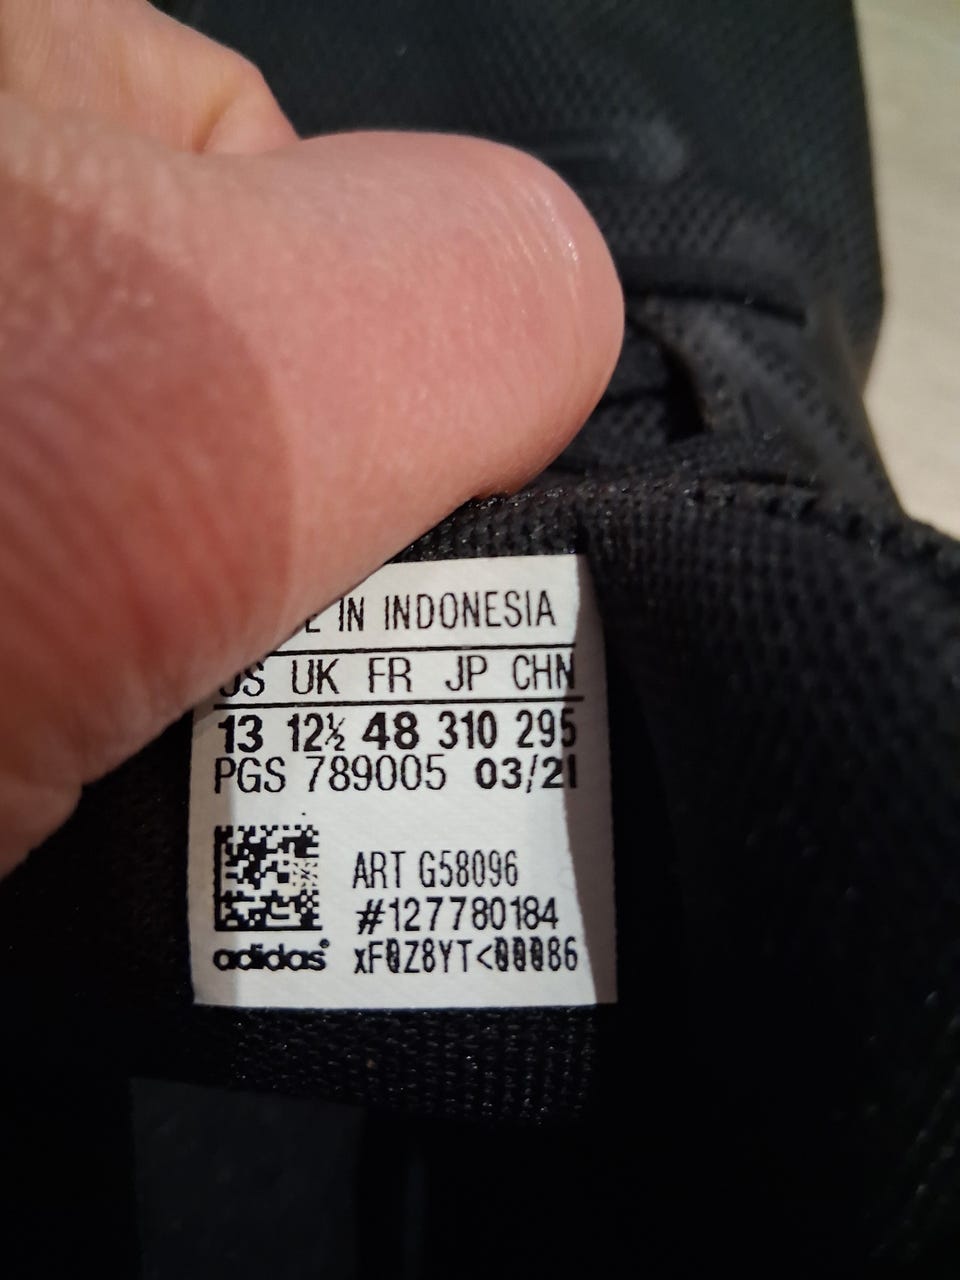 IN INDONESIA
US UK FR JP CHN
13 12½ 48 310 295
PGS 789005 03/21
ART G58096
#127780184
adidas® xF0Z8YT<00086